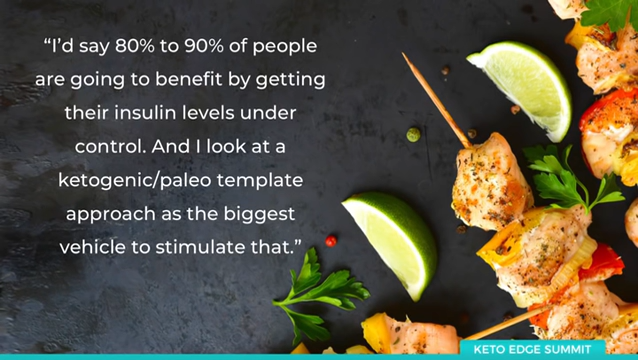 “I’d say 80% to 90% of people
are going to benefit by getting
their insulin levels under
control. And I look at a
ketogenic/paleo template
approach as the biggest
vehicle to stimulate that.”
KETO EDGE SUMMIT